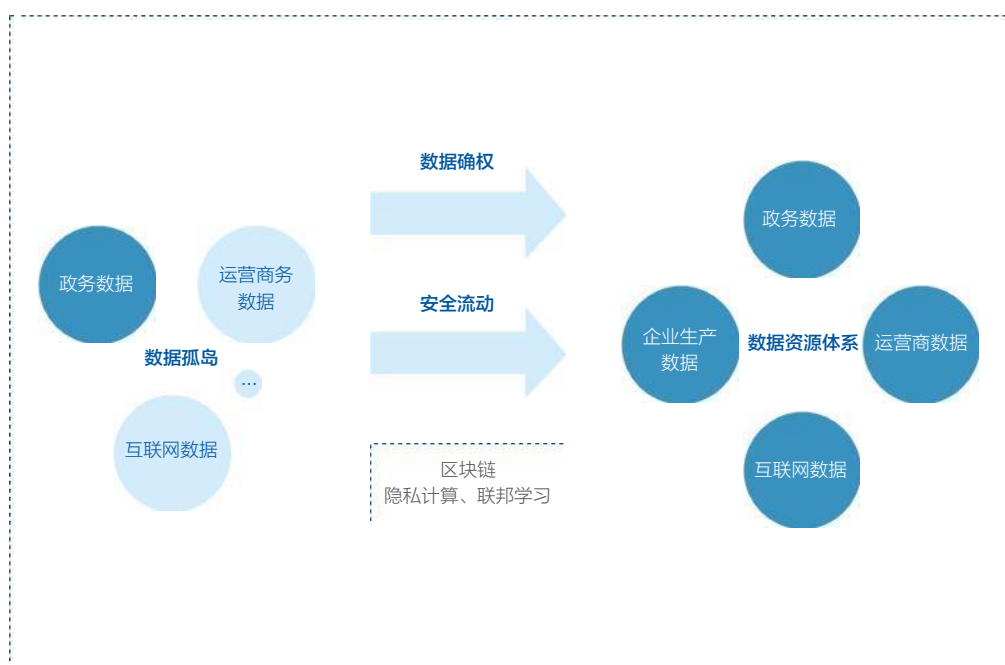 政务数据
运营商务
数据
数据孤岛
…
互联网数据
数据确权
安全流动
区块链
隐私计算、联邦学习
政务数据
企业生产
数据
数据资源体系
运营商数据
互联网数据